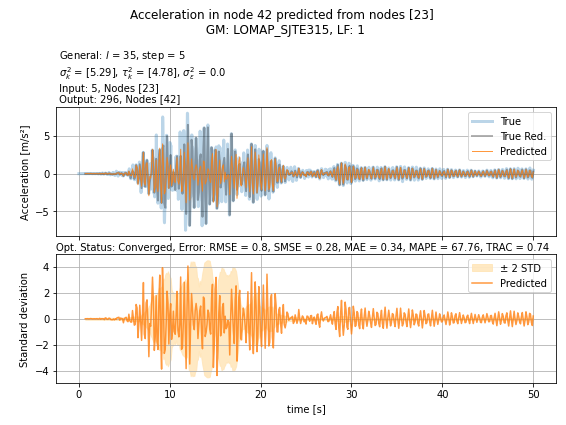 Acceleration in node 42 predicted from nodes [23]
GM: LOMAP_SJTE315, LF: 1
General: l = 35, step = 5
σ²ₖ = [5.29], τ²ₖ = [4.78], σ²ε = 0.0
Input: 5, Nodes [23]
Output: 296, Nodes [42]
True
True Red.
Predicted
5
0
−5
Acceleration [m/s²]
Opt. Status: Converged, Error: RMSE = 0.8, SMSE = 0.28, MAE = 0.34, MAPE = 67.76, TRAC = 0.74
± 2 STD
Predicted
4
2
0
−2
−4
Standard deviation
0 10 20 30 40 50
time [s]